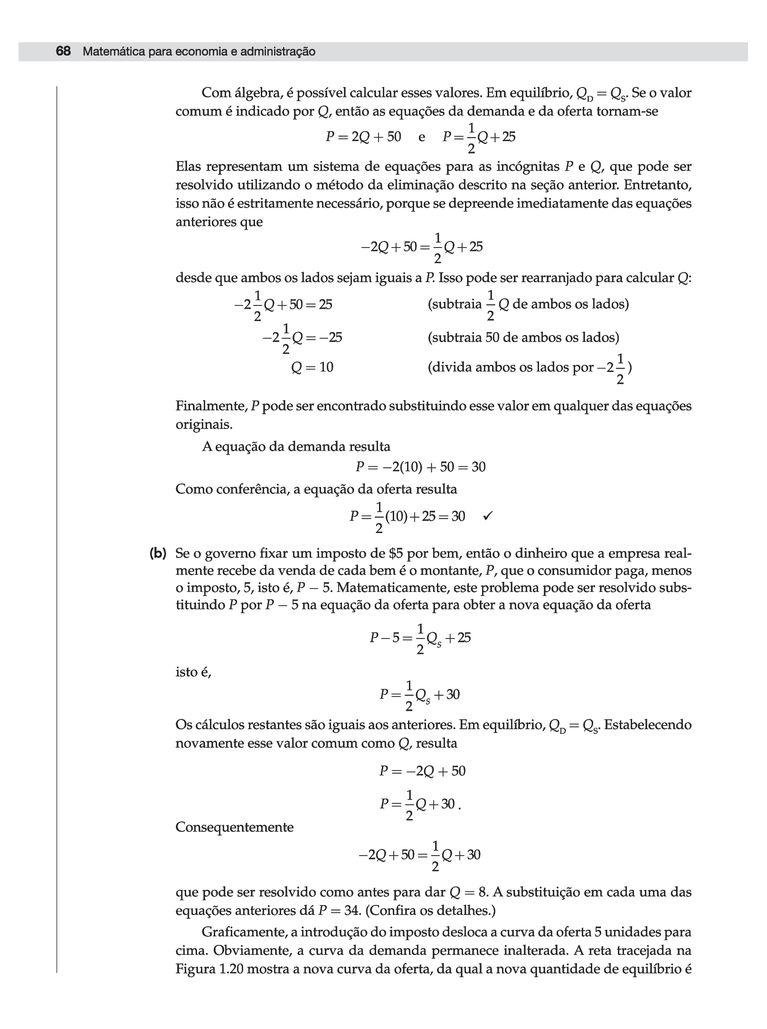 68 Matemática para economia e administração
Com álgebra, é possível calcular esses valores. Em equilíbrio, Q_D = Q_S. Se o valor
comum é indicado por Q, então as equações da demanda e da oferta tornam-se
P = 2Q + 50 e P = 1/2 Q + 25
Elas representam um sistema de equações para as incógnitas P e Q, que pode ser
resolvido utilizando o método da eliminação descrito na seção anterior. Entretanto,
isso não é estritamente necessário, porque se depreende imediatamente das equações
anteriores que
−2Q + 50 = 1/2 Q + 25
desde que ambos os lados sejam iguais a P. Isso pode ser rearranjado para calcular Q:
−2 1/2 Q + 50 = 25 (subtraia 1/2 Q de ambos os lados)
−2 1/2 Q = −25 (subtraia 50 de ambos os lados)
Q = 10 (divida ambos os lados por −2 1/2 )
Finalmente, P pode ser encontrado substituindo esse valor em qualquer das equações
originais.
A equação da demanda resulta
P = −2(10) + 50 = 30
Como conferência, a equação da oferta resulta
P = 1/2 (10) + 25 = 30 ✓
(b) Se o governo fixar um imposto de $5 por bem, então o dinheiro que a empresa real-
mente recebe da venda de cada bem é o montante, P, que o consumidor paga, menos
o imposto, 5, isto é, P − 5. Matematicamente, este problema pode ser resolvido subs-
tituindo P por P − 5 na equação da oferta para obter a nova equação da oferta
P − 5 = 1/2 Q_s + 25
isto é,
P = 1/2 Q_s + 30
Os cálculos restantes são iguais aos anteriores. Em equilíbrio, Q_D = Q_S. Estabelecendo
novamente esse valor comum como Q, resulta
P = −2Q + 50
P = 1/2 Q + 30 .
Consequentemente
−2Q + 50 = 1/2 Q + 30
que pode ser resolvido como antes para dar Q = 8. A substituição em cada uma das
equações anteriores dá P = 34. (Confira os detalhes.)
Graficamente, a introdução do imposto desloca a curva da oferta 5 unidades para
cima. Obviamente, a curva da demanda permanece inalterada. A reta tracejada na
Figura 1.20 mostra a nova curva da oferta, da qual a nova quantidade de equilíbrio é